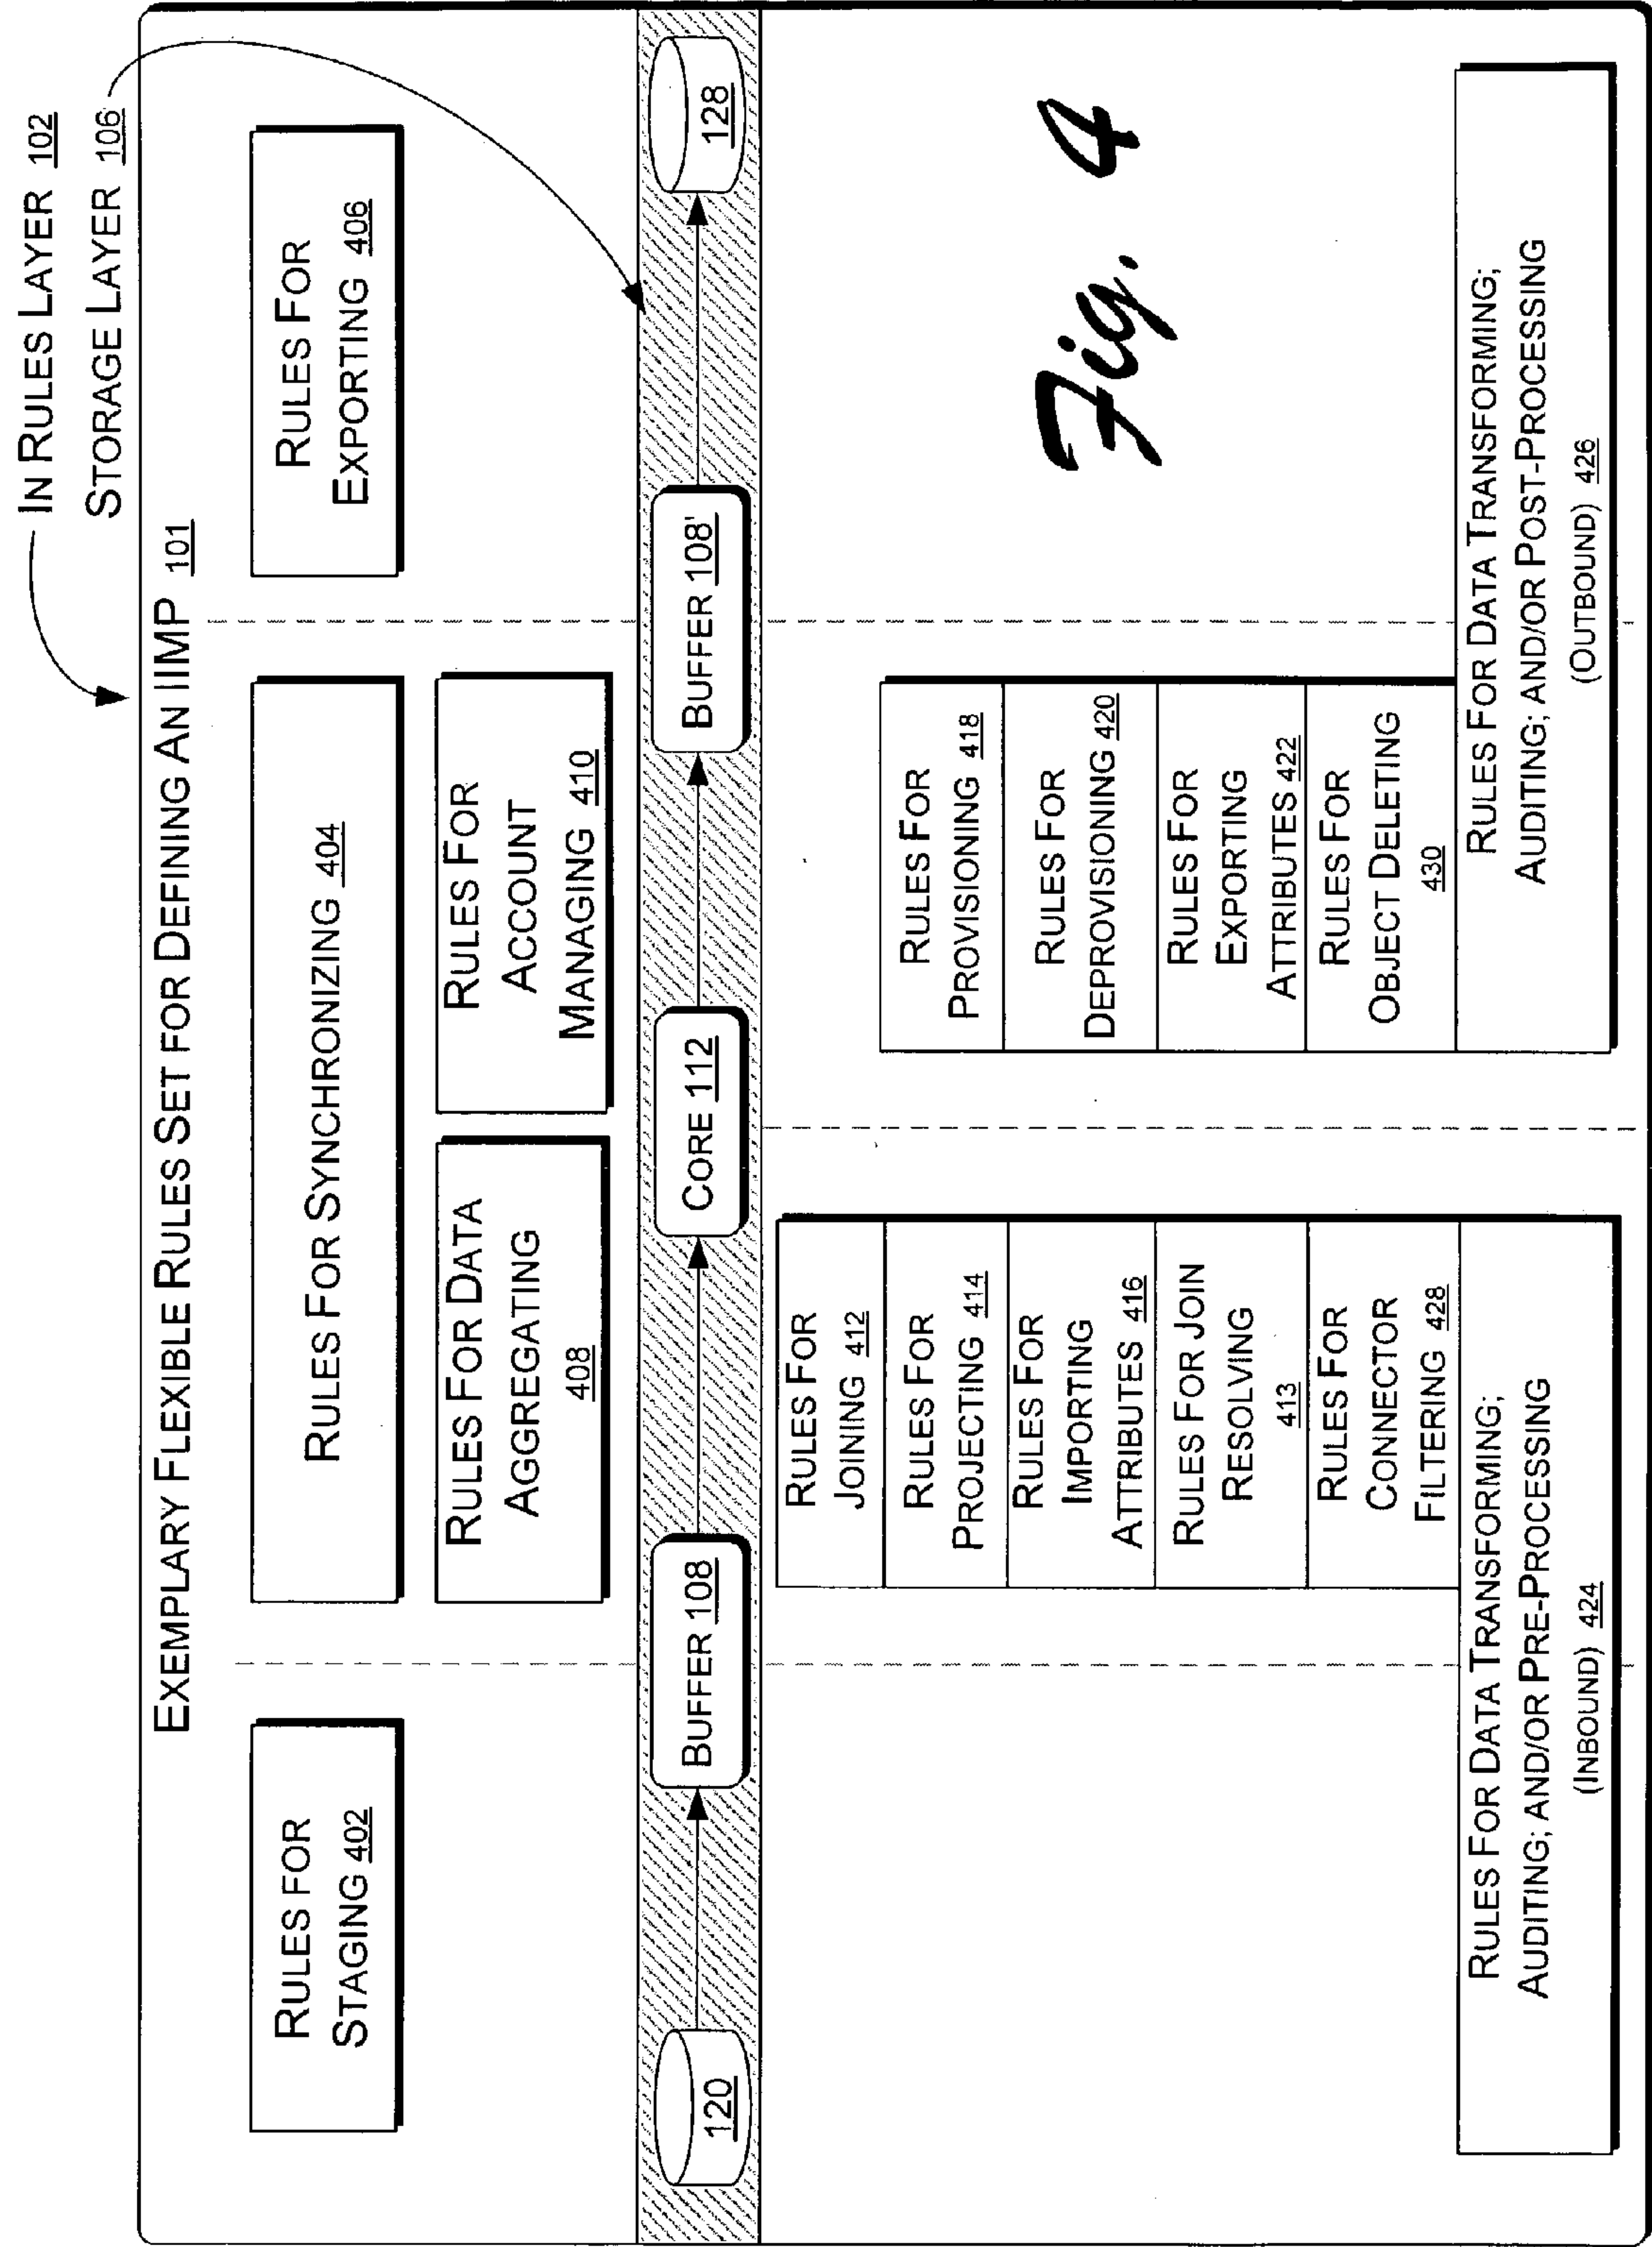 IN RULES LAYER 102
STORAGE LAYER 106
EXEMPLARY FLEXIBLE RULES SET FOR DEFINING AN IIMP 101
RULES FOR
STAGING 402
RULES FOR SYNCHRONIZING 404
RULES FOR
EXPORTING 406
RULES FOR DATA
AGGREGATING
408
RULES FOR
ACCOUNT
MANAGING 410
120
BUFFER 108
CORE 112
BUFFER 108'
128
RULES FOR
JOINING 412
RULES FOR
PROJECTING 414
RULES FOR
IMPORTING
ATTRIBUTES 416
RULES FOR JOIN
RESOLVING
413
RULES FOR
CONNECTOR
FILTERING 428
RULES FOR DATA TRANSFORMING;
AUDITING; AND/OR PRE-PROCESSING
(INBOUND) 424
RULES FOR
PROVISIONING 418
RULES FOR
DEPROVISIONING 420
RULES FOR
EXPORTING
ATTRIBUTES 422
RULES FOR
OBJECT DELETING
430
RULES FOR DATA TRANSFORMING;
AUDITING; AND/OR POST-PROCESSING
(OUTBOUND) 426
Fig. 4